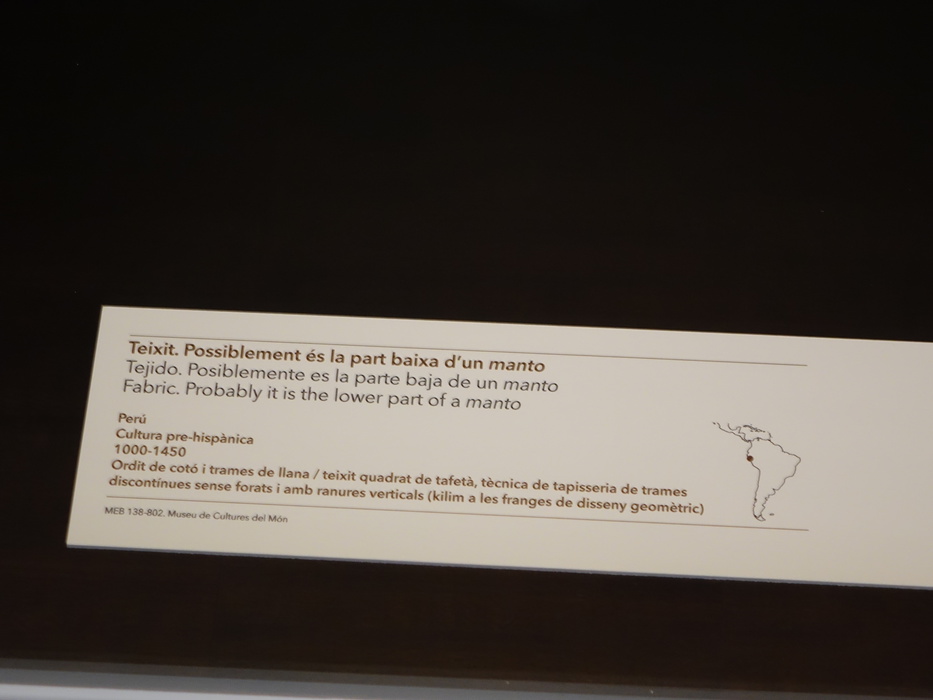 Teixit. Possiblement és la part baixa d'un manto
Tejido. Posiblemente es la parte baja de un manto
Fabric. Probably it is the lower part of a manto
Perú
Cultura pre-hispànica
1000-1450
Ordit de cotó i trames de llana / teixit quadrat de tafetà, tècnica de tapisseria de trames
discontínues sense forats i amb ranures verticals (kilim a les franges de disseny geomètric)
MEB 138-802. Museu de Cultures del Món